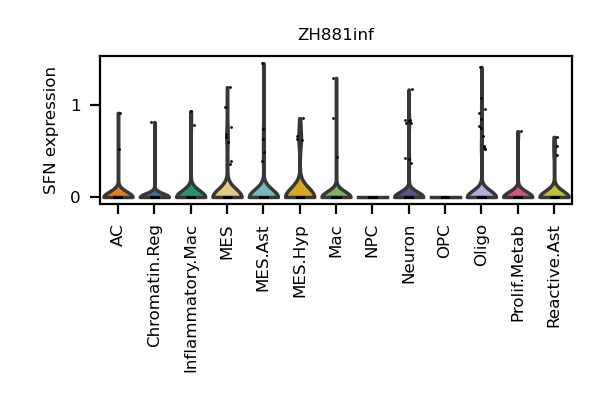 ZH881inf
SFN expression
1
0
AC
Chromatin.Reg
Inflammatory.Mac
MES
MES.Ast
MES.Hyp
Mac
NPC
Neuron
OPC
Oligo
Prolif.Metab
Reactive.Ast